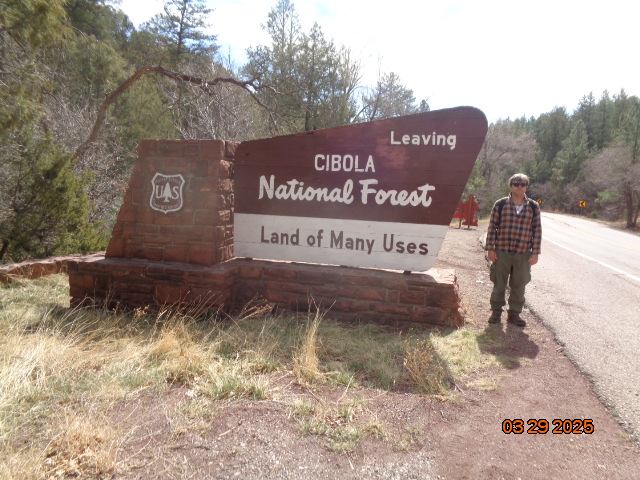 Leaving
CIBOLA
National Forest
Land of Many Uses
U S
03 29 2025